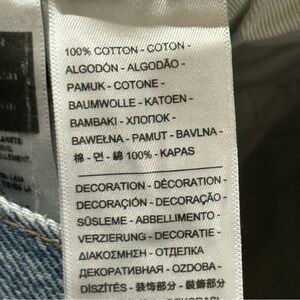 100% COTTON - COTON -
ALGODÓN - ALGODÃO -
PAMUK - COTONE -
BAUMWOLLE - KATOEN -
BAMBAKI - ХЛОПОК -
BAWEŁNA - PAMUT - BAVLNA -
棉 - 면 - 綿 100% - KAPAS
DECORATION - DÉCORATION -
DECORACIÓN - DECORAÇÃO -
SÜSLEME - ABBELLIMENTO -
VERZIERUNG - DECORATIE -
ΔΙΑΚΟΣΜΗΣΗ - ОТДЕЛКА
ДЕКОРАТИВНАЯ - OZDOBA -
DÍSZÍTÉS - 装饰部分 - 裝飾部分